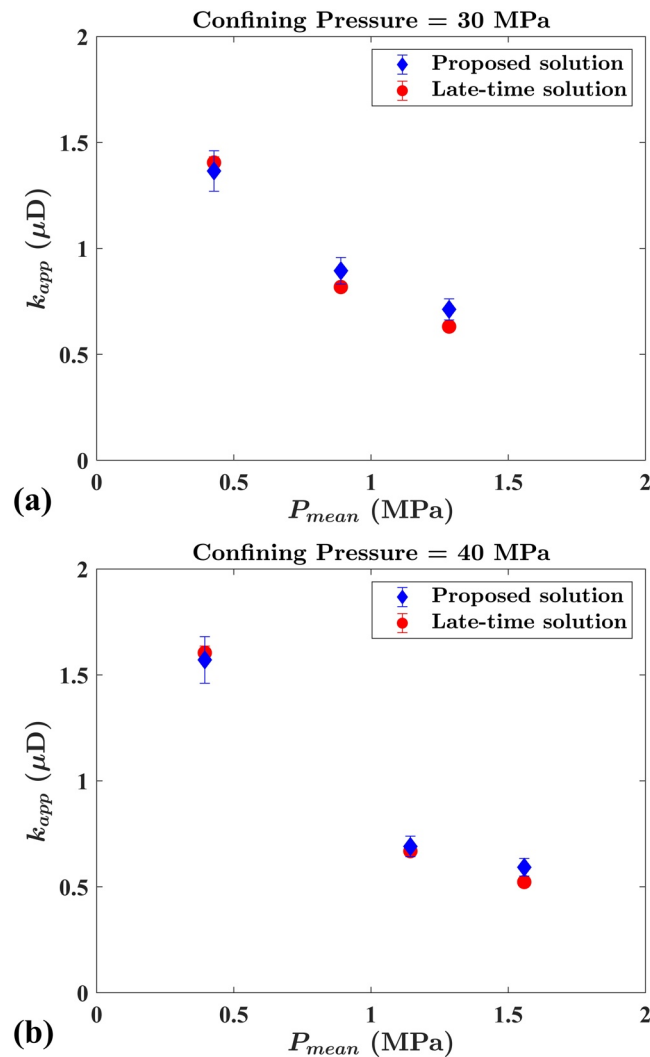 Confining Pressure = 30 MPa
Proposed solution
Late-time solution
2
1.5
1
0.5
0
k_app (μD)
0
0.5
1
1.5
2
P_mean (MPa)
(a)
Confining Pressure = 40 MPa
Proposed solution
Late-time solution
2
1.5
1
0.5
0
k_app (μD)
0
0.5
1
1.5
2
P_mean (MPa)
(b)